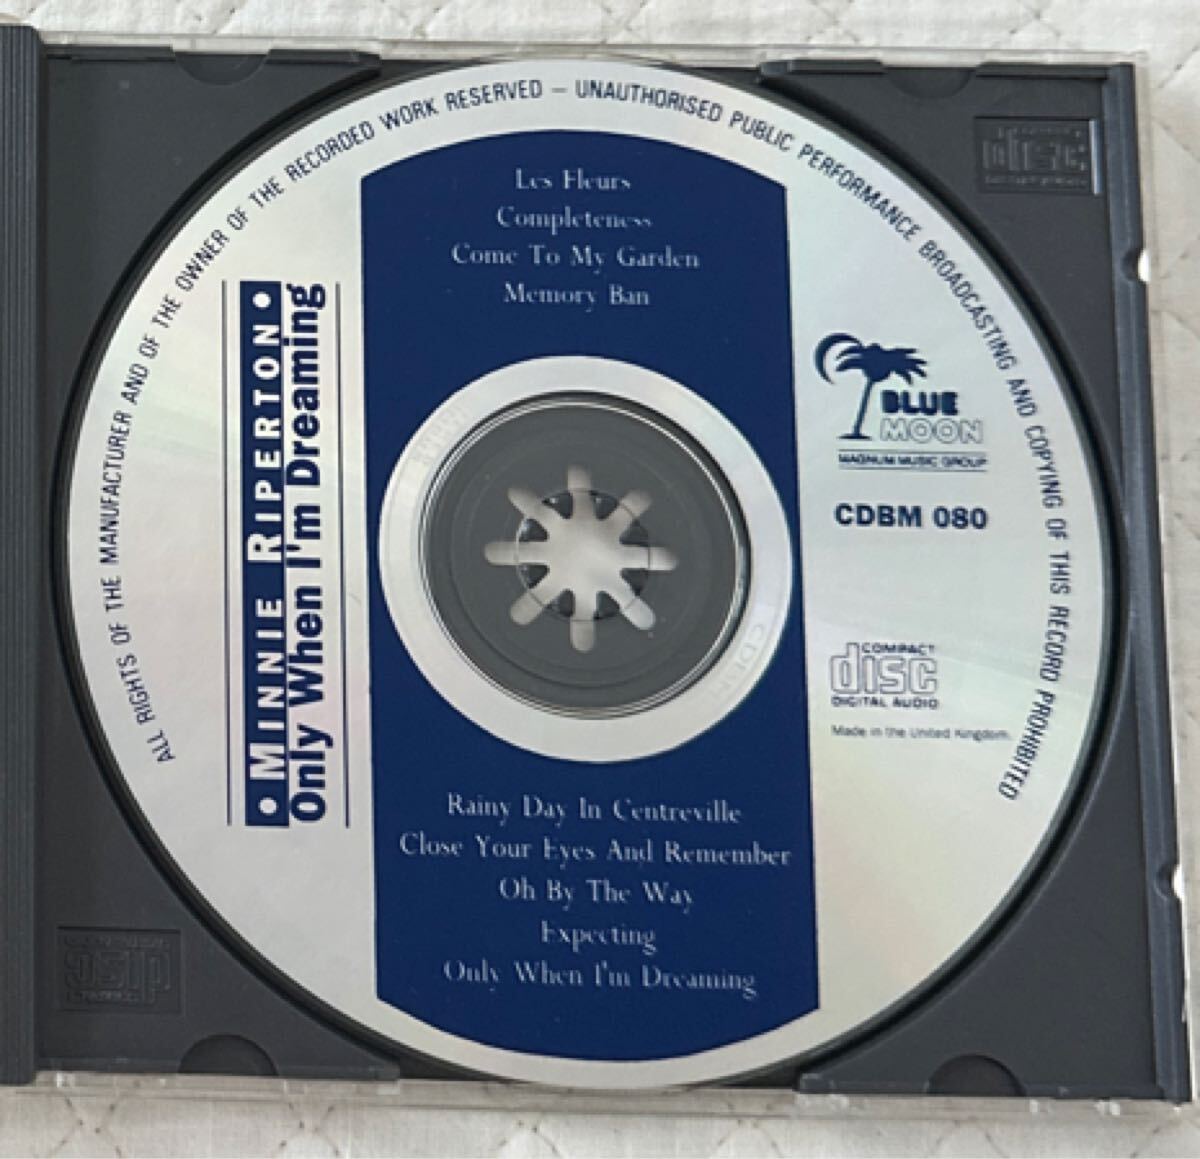 ALL RIGHTS OF THE MANUFACTURER AND OF THE OWNER OF THE RECORDED WORK RESERVED – UNAUTHORISED PUBLIC PERFORMANCE BROADCASTING AND COPYING OF THIS RECORD PROHIBITED
Les Fleurs
Completeness
Come To My Garden
Memory Ban
• MINNIE RIPERTON •
Only When I'm Dreaming
BLUE
MOON
MAGNUM MUSIC GROUP
CDBM 080
COMPACT
disc
DIGITAL AUDIO
Made in the United Kingdom.
Rainy Day In Centreville
Close Your Eyes And Remember
Oh By The Way
Expecting
Only When I'm Dreaming
disc
disc